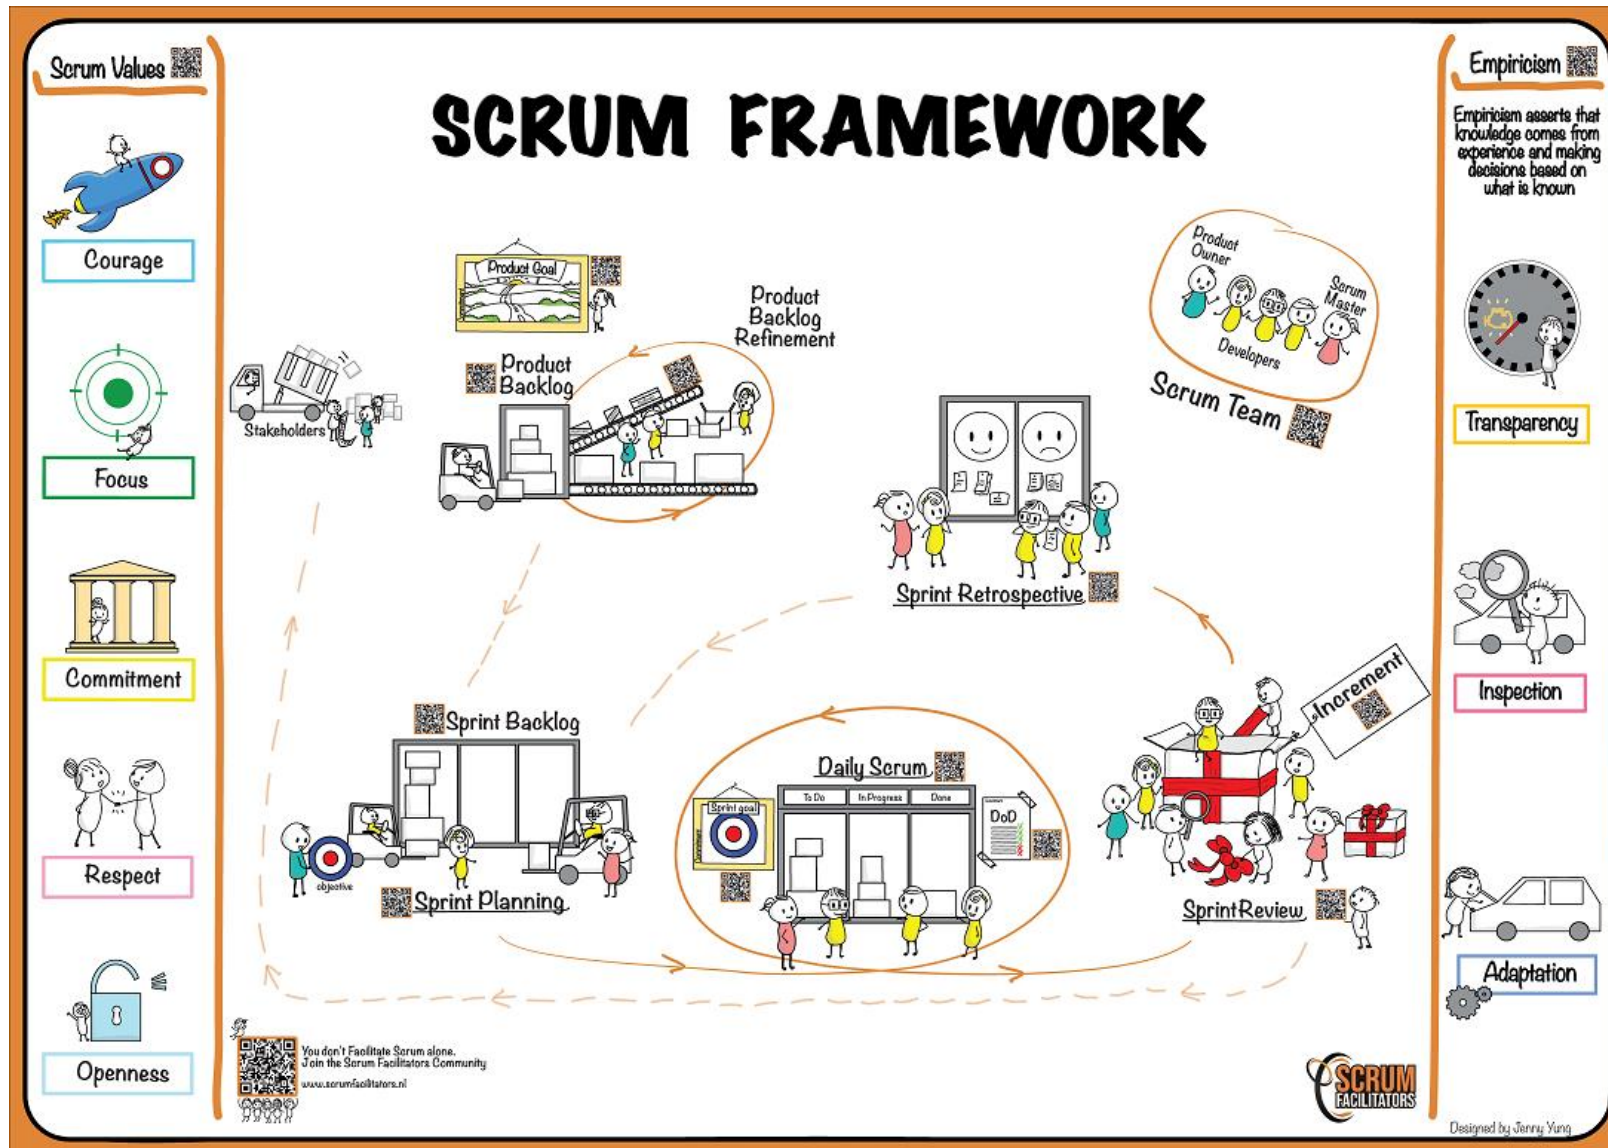 SCRUM FRAMEWORK
Scrum Values
Courage
Focus
Commitment
Respect
Openness
Product Goal
Product
Backlog
Product
Backlog
Refinement
Stakeholders
Product
Owner
Scrum
Master
Developers
Scrum Team
Sprint Retrospective
Sprint Backlog
objective
Sprint Planning
Daily Scrum
To Do
In Progress
Done
Sprint goal
Commitment
DoD
Increment
Sprint Review
Empiricism
Empiricism asserts that
knowledge comes from
experience and making
decisions based on
what is known
Transparency
Inspection
Adaptation
You don't Facilitate Scrum alone.
Join the Scrum Facilitators Community
www.scrumfacilitators.nl
SCRUM
FACILITATORS
Designed by Jenny Yung